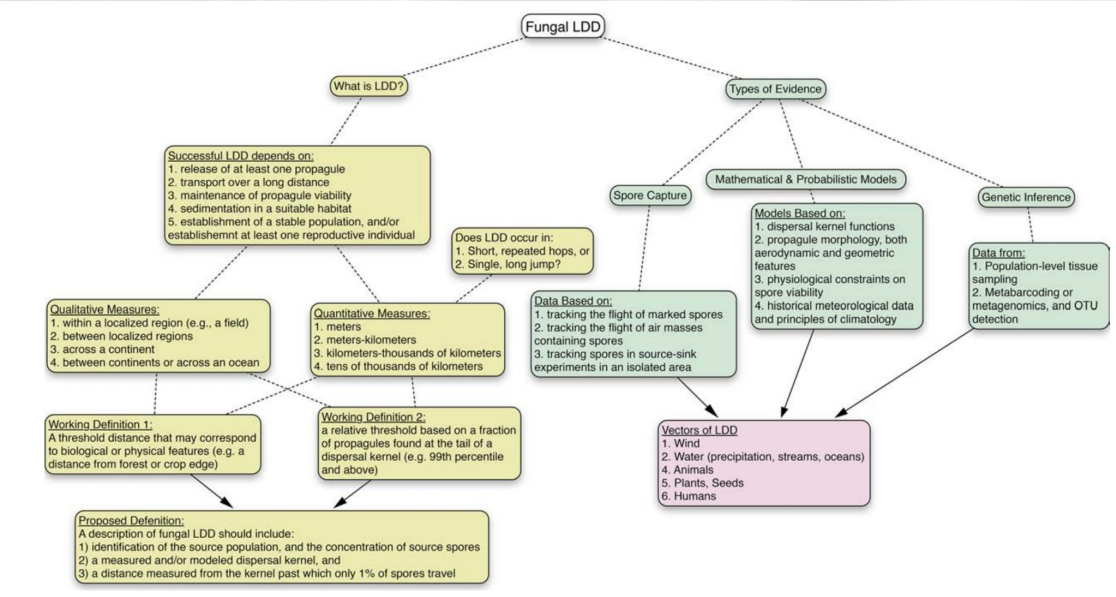 Fungal LDD
What is LDD?
Types of Evidence
Successful LDD depends on:
1. release of at least one propagule
2. transport over a long distance
3. maintenance of propagule viability
4. sedimentation in a suitable habitat
5. establishment of a stable population, and/or
establishemnt at least one reproductive individual
Does LDD occur in:
1. Short, repeated hops, or
2. Single, long jump?
Qualitative Measures:
1. within a localized region (e.g., a field)
2. between localized regions
3. across a continent
4. between continents or across an ocean
Quantitative Measures:
1. meters
2. meters-kilometers
3. kilometers-thousands of kilometers
4. tens of thousands of kilometers
Working Definition 1:
A threshold distance that may correspond
to biological or physical features (e.g. a
distance from forest or crop edge)
Working Definition 2:
a relative threshold based on a fraction
of propagules found at the tail of a
dispersal kernel (e.g. 99th percentile
and above)
Proposed Defenition:
A description of fungal LDD should include:
1) identification of the source population, and the concentration of source spores
2) a measured and/or modeled dispersal kernel, and
3) a distance measured from the kernel past which only 1% of spores travel
Spore Capture
Mathematical & Probabilistic Models
Genetic Inference
Data Based on:
1. tracking the flight of marked spores
2. tracking the flight of air masses
containing spores
3. tracking spores in source-sink
experiments in an isolated area
Models Based on:
1. dispersal kernel functions
2. propagule morphology, both
aerodynamic and geometric
features
3. physiological constraints on
spore viability
4. historical meteorological data
and principles of climatology
Data from:
1. Population-level tissue
sampling
2. Metabarcoding or
metagenomics, and OTU
detection
Vectors of LDD
1. Wind
2. Water (precipitation, streams, oceans)
4. Animals
5. Plants, Seeds
6. Humans